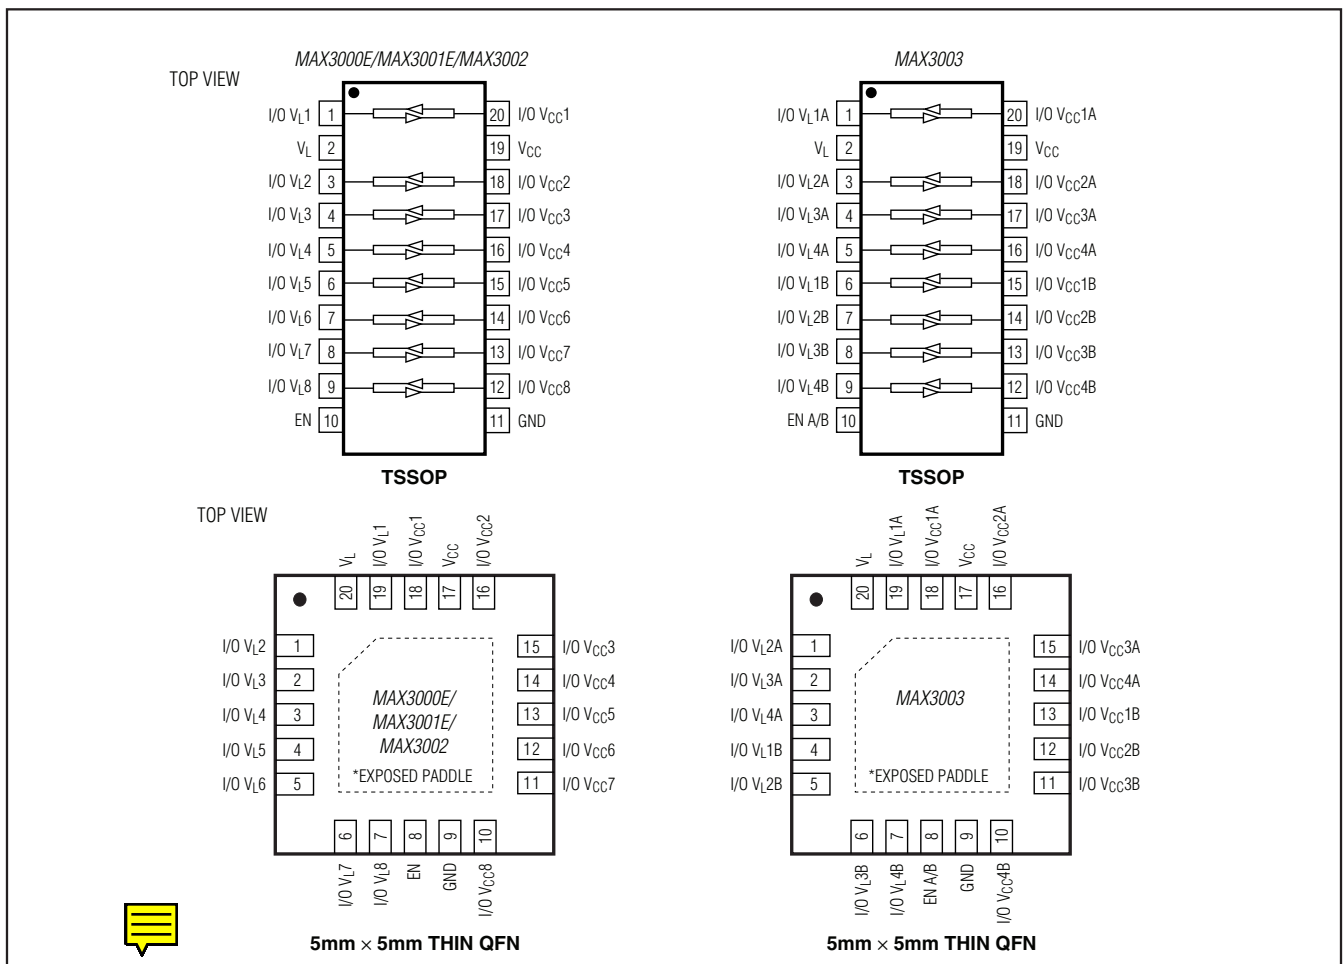 MAX3000E/MAX3001E/MAX3002
MAX3003
TOP VIEW
I/O VL1 1 20 I/O VCC1
VL 2 19 VCC
I/O VL2 3 18 I/O VCC2
I/O VL3 4 17 I/O VCC3
I/O VL4 5 16 I/O VCC4
I/O VL5 6 15 I/O VCC5
I/O VL6 7 14 I/O VCC6
I/O VL7 8 13 I/O VCC7
I/O VL8 9 12 I/O VCC8
EN 10 11 GND
TSSOP
I/O VL1A 1 20 I/O VCC1A
VL 2 19 VCC
I/O VL2A 3 18 I/O VCC2A
I/O VL3A 4 17 I/O VCC3A
I/O VL4A 5 16 I/O VCC4A
I/O VL1B 6 15 I/O VCC1B
I/O VL2B 7 14 I/O VCC2B
I/O VL3B 8 13 I/O VCC3B
I/O VL4B 9 12 I/O VCC4B
EN A/B 10 11 GND
TSSOP
TOP VIEW
VL I/O VL1 I/O VCC1 VCC I/O VCC2
20 19 18 17 16
I/O VL2 1 15 I/O VCC3
I/O VL3 2 14 I/O VCC4
I/O VL4 3 13 I/O VCC5
I/O VL5 4 12 I/O VCC6
I/O VL6 5 11 I/O VCC7
MAX3000E/
MAX3001E/
MAX3002
*EXPOSED PADDLE
6 7 8 9 10
I/O VL7 I/O VL8 EN GND I/O VCC8
5mm × 5mm THIN QFN
VL I/O VL1A I/O VCC1A VCC I/O VCC2A
20 19 18 17 16
I/O VL2A 1 15 I/O VCC3A
I/O VL3A 2 14 I/O VCC4A
I/O VL4A 3 13 I/O VCC1B
I/O VL1B 4 12 I/O VCC2B
I/O VL2B 5 11 I/O VCC3B
MAX3003
*EXPOSED PADDLE
6 7 8 9 10
I/O VL3B I/O VL4B EN A/B GND I/O VCC4B
5mm × 5mm THIN QFN